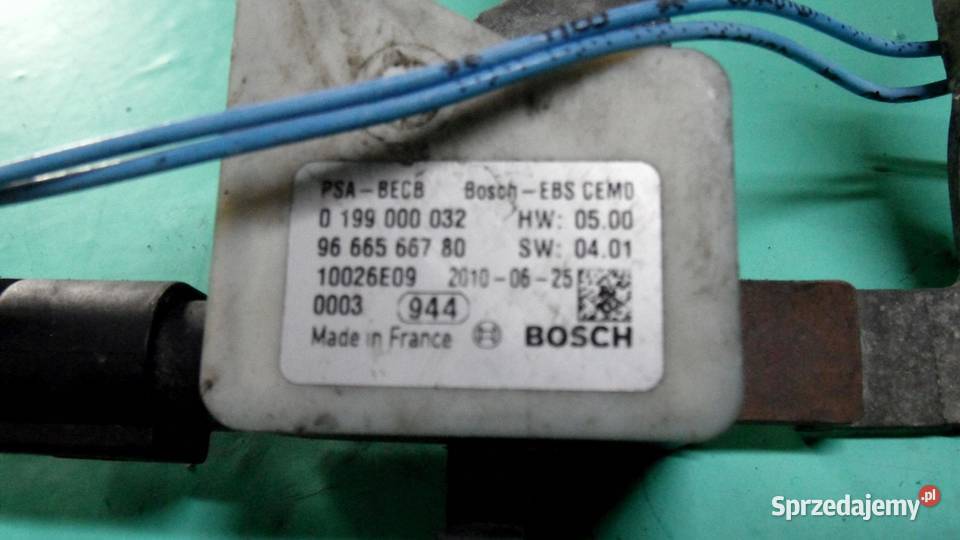 PSA-BECB Bosch-EBS CEM0
0 199 000 032 HW: 05.00
96 665 667 80 SW: 04.01
10026E09 2010-06-25
0003 944
Made in France BOSCH
Sprzedajemy.pl